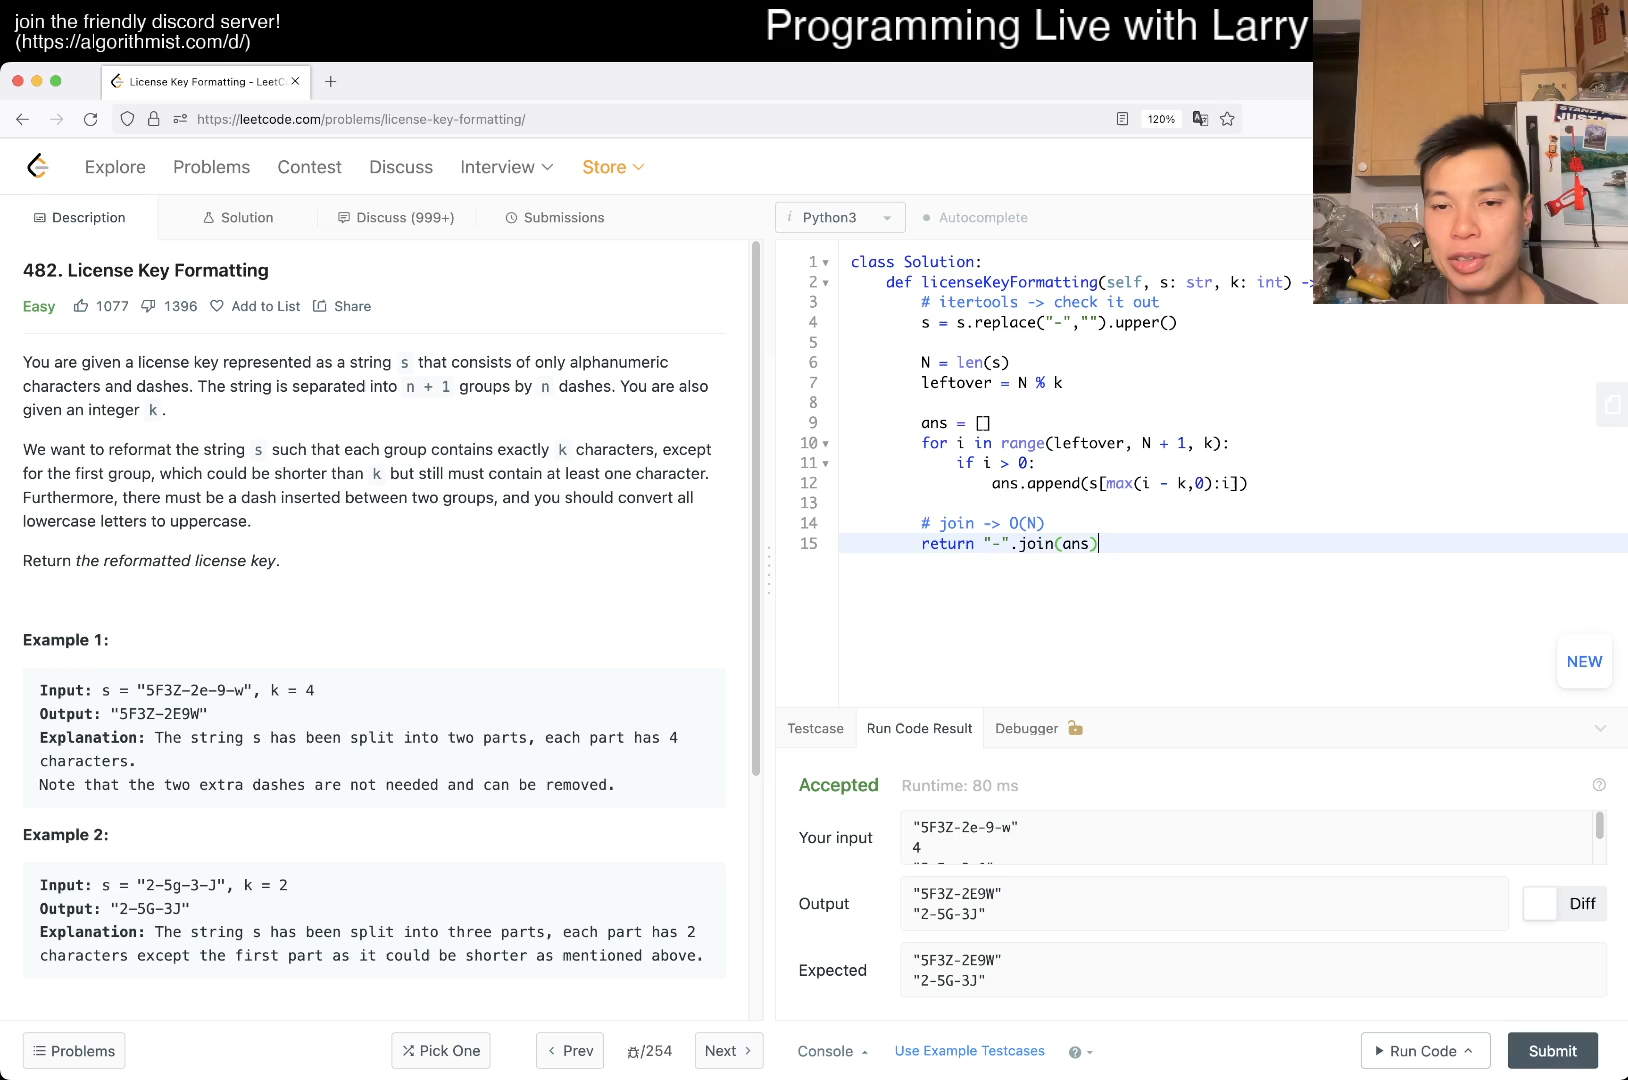 join the friendly discord server!
(https://algorithmist.com/d/)
Programming Live with Larry
License Key Formatting - LeetC
https://leetcode.com/problems/license-key-formatting/
120%
Explore
Problems
Contest
Discuss
Interview
Store
Description
Solution
Discuss (999+)
Submissions
i Python3
Autocomplete
482. License Key Formatting
Easy
1077
1396
Add to List
Share
You are given a license key represented as a string s that consists of only alphanumeric
characters and dashes. The string is separated into n + 1 groups by n dashes. You are also
given an integer k.
We want to reformat the string s such that each group contains exactly k characters, except
for the first group, which could be shorter than k but still must contain at least one character.
Furthermore, there must be a dash inserted between two groups, and you should convert all
lowercase letters to uppercase.
Return the reformatted license key.
Example 1:
Input: s = "5F3Z-2e-9-w", k = 4
Output: "5F3Z-2E9W"
Explanation: The string s has been split into two parts, each part has 4
characters.
Note that the two extra dashes are not needed and can be removed.
Example 2:
Input: s = "2-5g-3-J", k = 2
Output: "2-5G-3J"
Explanation: The string s has been split into three parts, each part has 2
characters except the first part as it could be shorter as mentioned above.
1 class Solution:
2 def licenseKeyFormatting(self, s: str, k: int) -
3 # itertools -> check it out
4 s = s.replace("-","").upper()
5
6 N = len(s)
7 leftover = N % k
8
9 ans = []
10 for i in range(leftover, N + 1, k):
11 if i > 0:
12 ans.append(s[max(i - k,0):i])
13
14 # join -> O(N)
15 return "-".join(ans)
NEW
Testcase
Run Code Result
Debugger
Accepted
Runtime: 80 ms
Your input
"5F3Z-2e-9-w"
4
Output
"5F3Z-2E9W"
"2-5G-3J"
Diff
Expected
"5F3Z-2E9W"
"2-5G-3J"
Problems
Pick One
Prev
/254
Next
Console
Use Example Testcases
Run Code
Submit